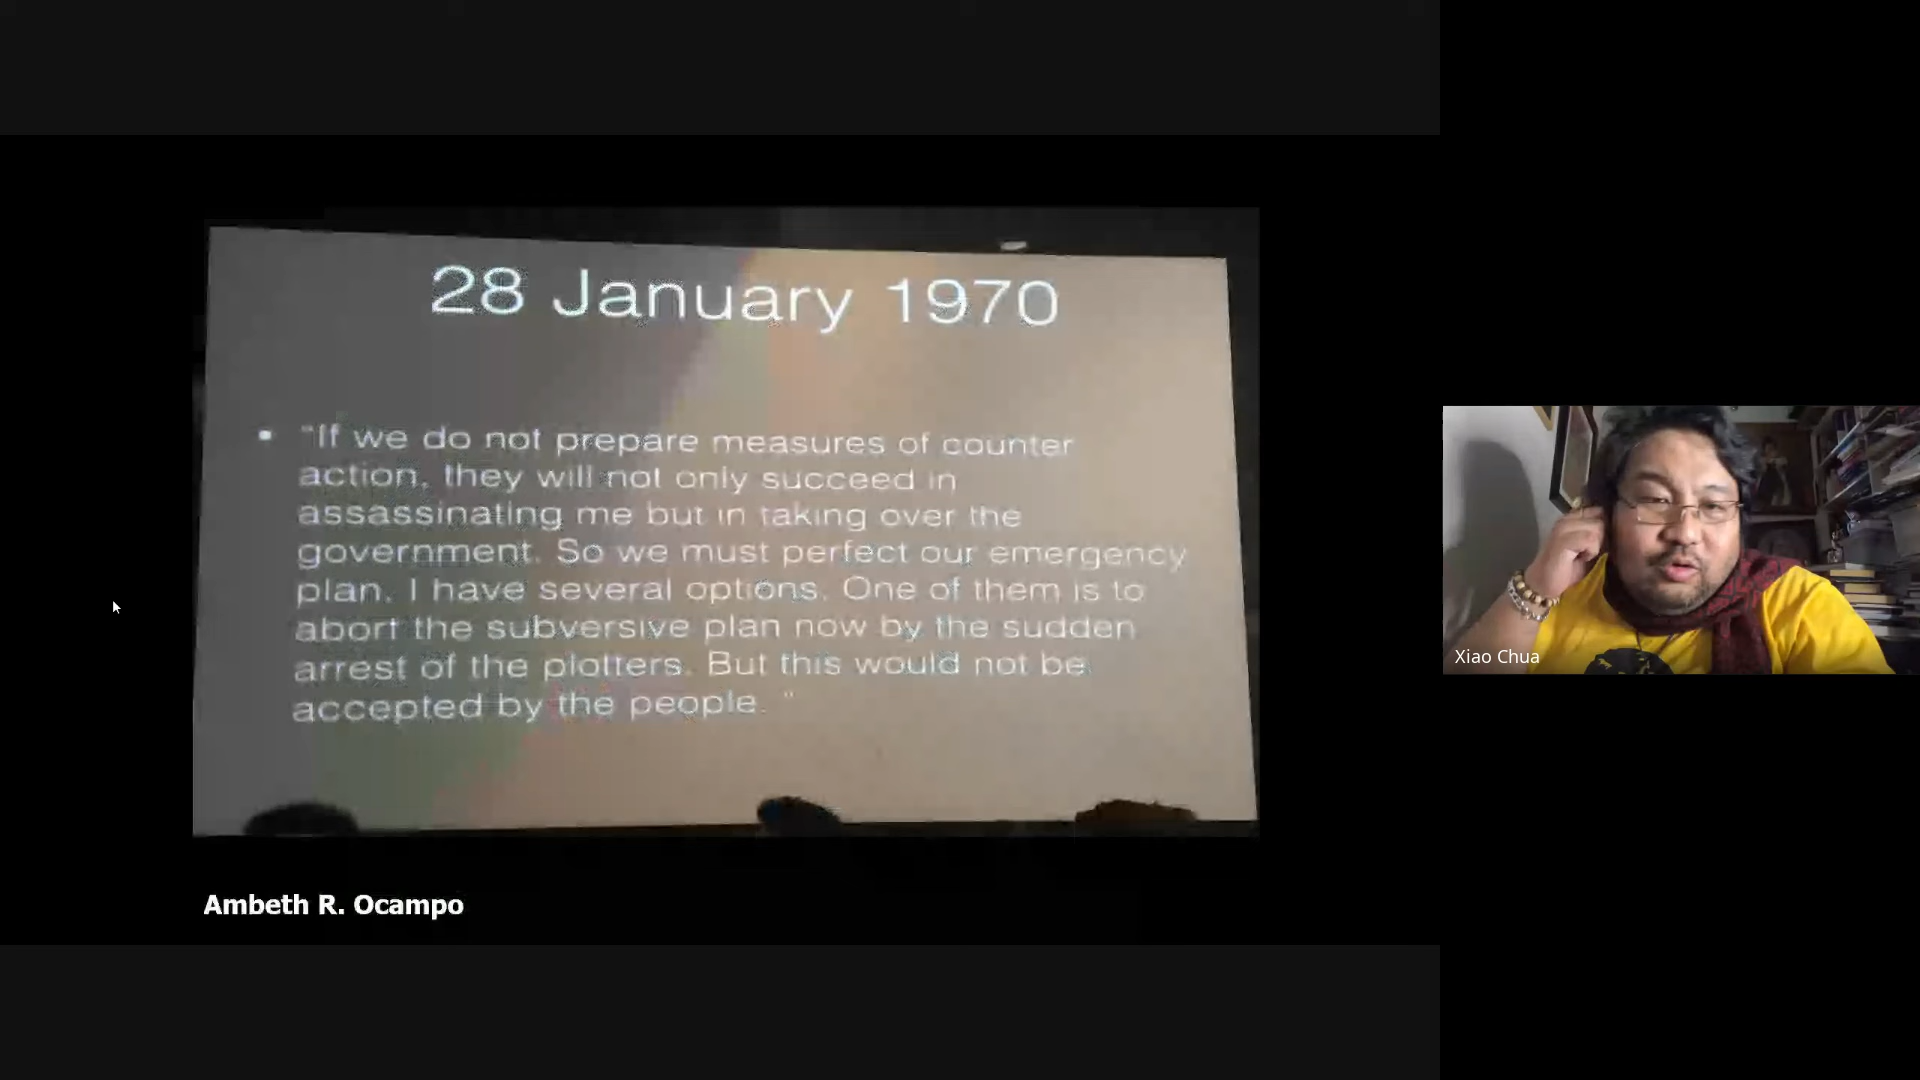 28 January 1970
• "If we do not prepare measures of counter
action, they will not only succeed in
assassinating me but in taking over the
government. So we must perfect our emergency
plan. I have several options. One of them is to
abort the subversive plan now by the sudden
arrest of the plotters. But this would not be
accepted by the people. "
Ambeth R. Ocampo
Xiao Chua